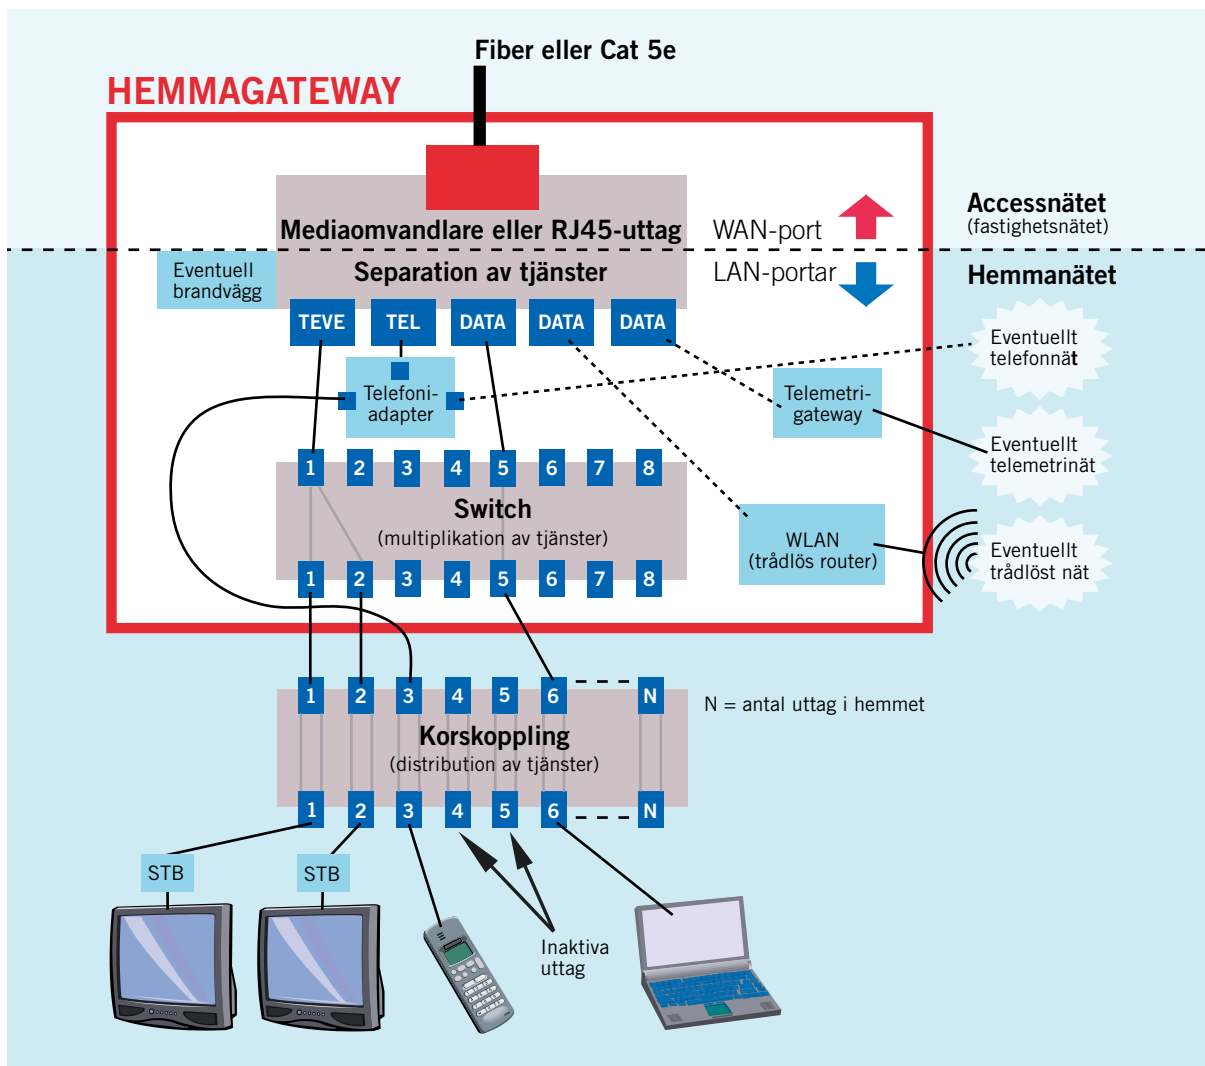 Fiber eller Cat 5e
HEMMAGATEWAY
Mediaomvandlare eller RJ45-uttag
WAN-port
Accessnätet
(fastighetsnätet)
Eventuell
brandvägg
Separation av tjänster
LAN-portar
Hemmanätet
TEVE
TEL
DATA
DATA
DATA
Eventuellt
telefonnät
Telefoni-
adapter
Telemetri-
gateway
Eventuellt
telemetrinät
1 2 3 4 5 6 7 8
Switch
(multiplikation av tjänster)
WLAN
(trådlös router)
Eventuellt
trådlöst nät
1 2 3 4 5 6 7 8
1 2 3 4 5 6 N
N = antal uttag i hemmet
Korskoppling
(distribution av tjänster)
1 2 3 4 5 6 N
STB
STB
Inaktiva
uttag